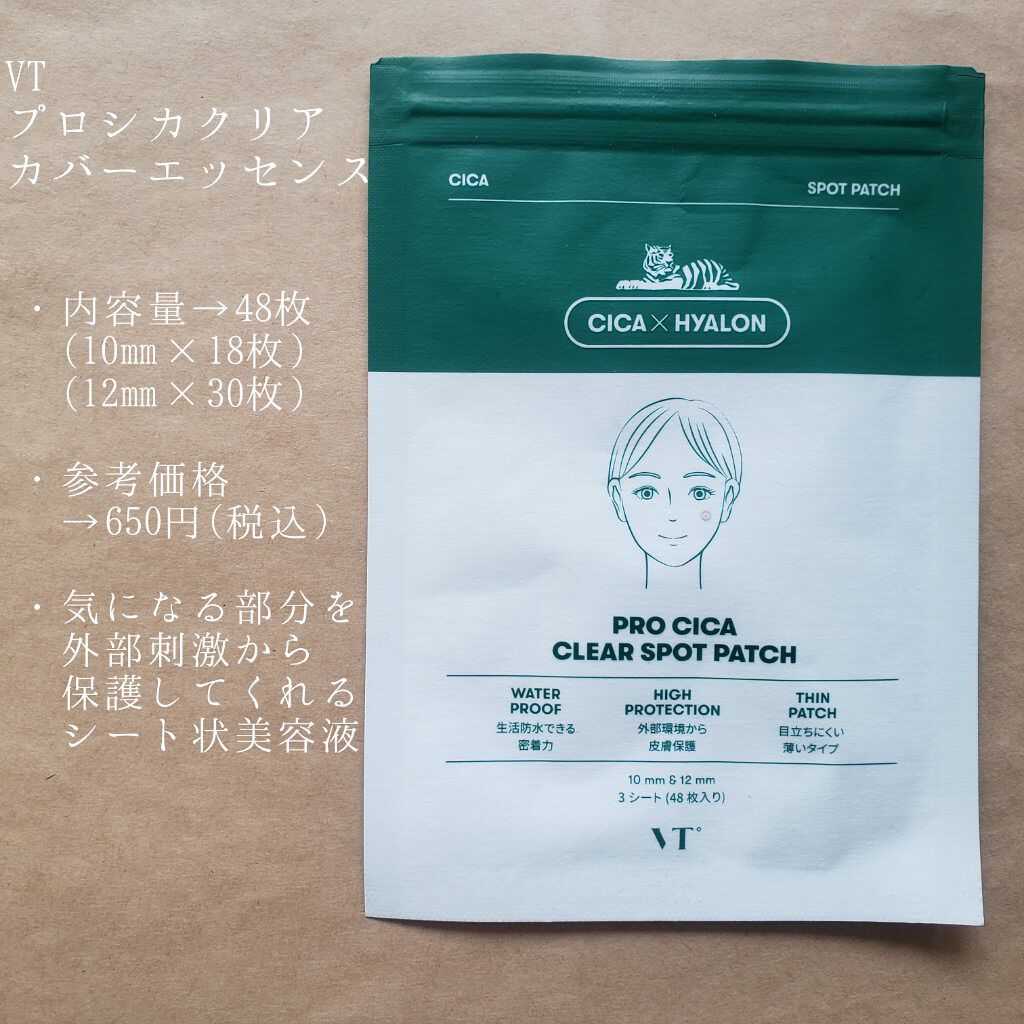 VT
プロシカクリア
カバーエッセンス
・内容量→48枚
(10㎜×18枚)
(12㎜×30枚)
・参考価格
→650円(税込)
・気になる部分を
外部刺激から
保護してくれる
シート状美容液
CICA
SPOT PATCH
CICA×HYALON
PRO CICA
CLEAR SPOT PATCH
WATER
PROOF
生活防水できる
密着力
HIGH
PROTECTION
外部環境から
皮膚保護
THIN
PATCH
目立ちにくい
薄いタイプ
10 mm & 12 mm
3シート(48枚入り)
VT°